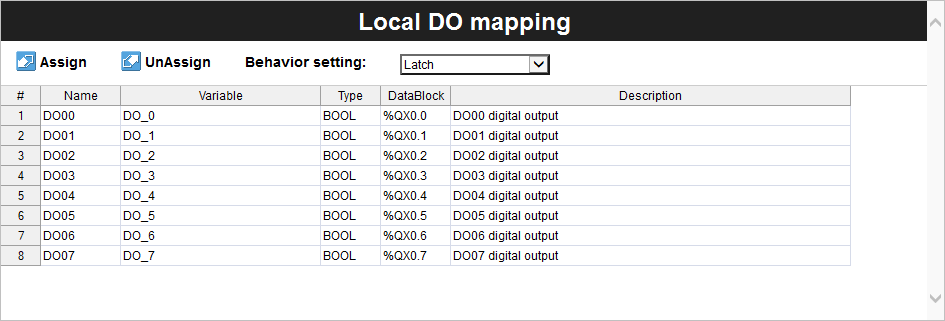 Local DO mapping
Assign UnAssign Behavior setting: Latch
# Name Variable Type DataBlock Description
1 DO00 DO_0 BOOL %QX0.0 DO00 digital output
2 DO01 DO_1 BOOL %QX0.1 DO01 digital output
3 DO02 DO_2 BOOL %QX0.2 DO02 digital output
4 DO03 DO_3 BOOL %QX0.3 DO03 digital output
5 DO04 DO_4 BOOL %QX0.4 DO04 digital output
6 DO05 DO_5 BOOL %QX0.5 DO05 digital output
7 DO06 DO_6 BOOL %QX0.6 DO06 digital output
8 DO07 DO_7 BOOL %QX0.7 DO07 digital output